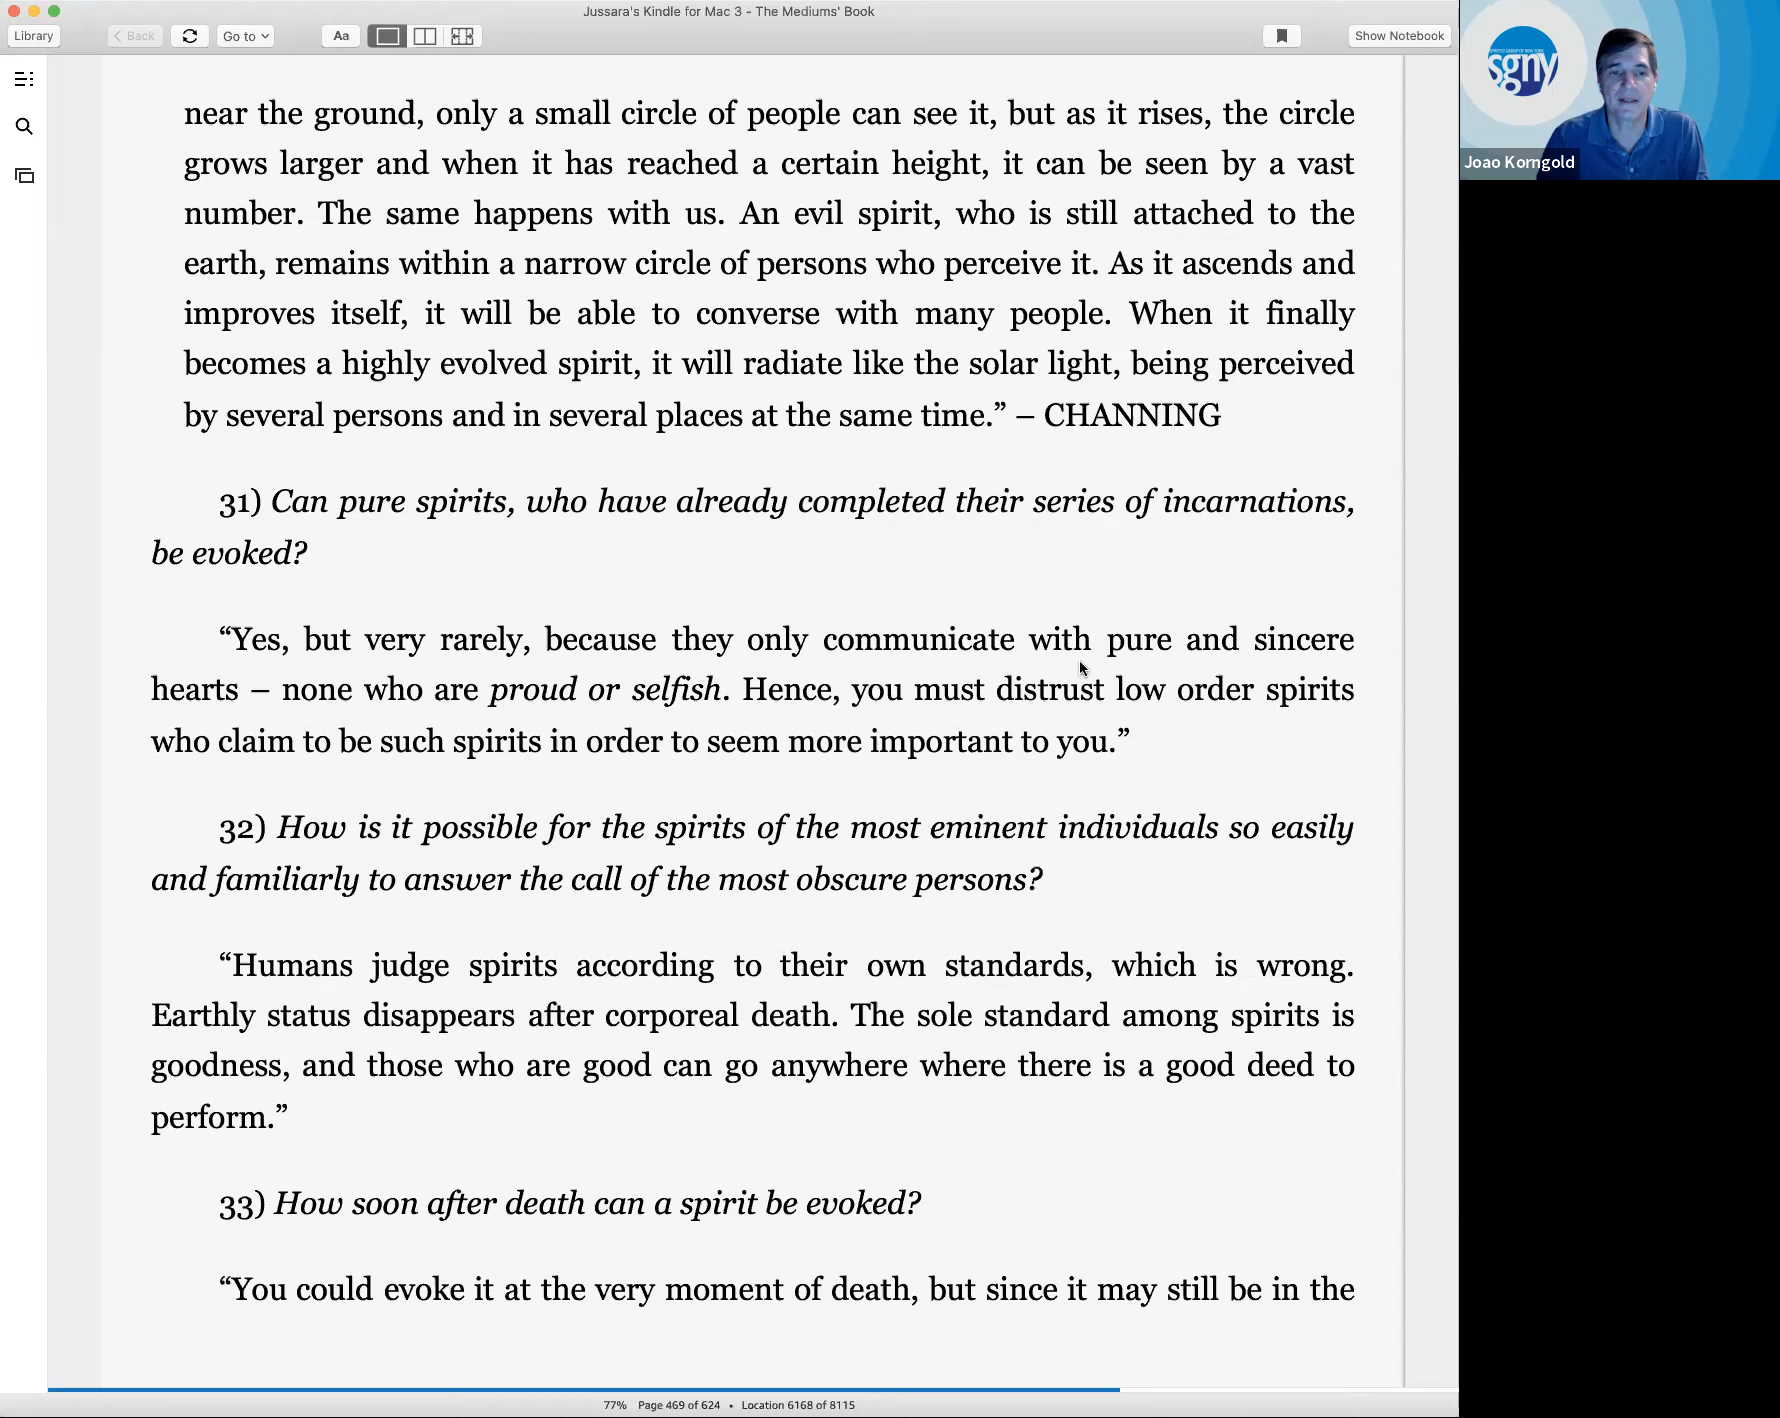 Jussara's Kindle for Mac 3 - The Mediums' Book
Library
Back
Go to
Aa
Show Notebook
near the ground, only a small circle of people can see it, but as it rises, the circle
grows larger and when it has reached a certain height, it can be seen by a vast
number. The same happens with us. An evil spirit, who is still attached to the
earth, remains within a narrow circle of persons who perceive it. As it ascends and
improves itself, it will be able to converse with many people. When it finally
becomes a highly evolved spirit, it will radiate like the solar light, being perceived
by several persons and in several places at the same time.” – CHANNING
31) Can pure spirits, who have already completed their series of incarnations,
be evoked?
“Yes, but very rarely, because they only communicate with pure and sincere
hearts – none who are proud or selfish. Hence, you must distrust low order spirits
who claim to be such spirits in order to seem more important to you.”
32) How is it possible for the spirits of the most eminent individuals so easily
and familiarly to answer the call of the most obscure persons?
“Humans judge spirits according to their own standards, which is wrong.
Earthly status disappears after corporeal death. The sole standard among spirits is
goodness, and those who are good can go anywhere where there is a good deed to
perform.”
33) How soon after death can a spirit be evoked?
“You could evoke it at the very moment of death, but since it may still be in the
77% Page 469 of 624 • Location 6168 of 8115
sgny
Joao Korngold